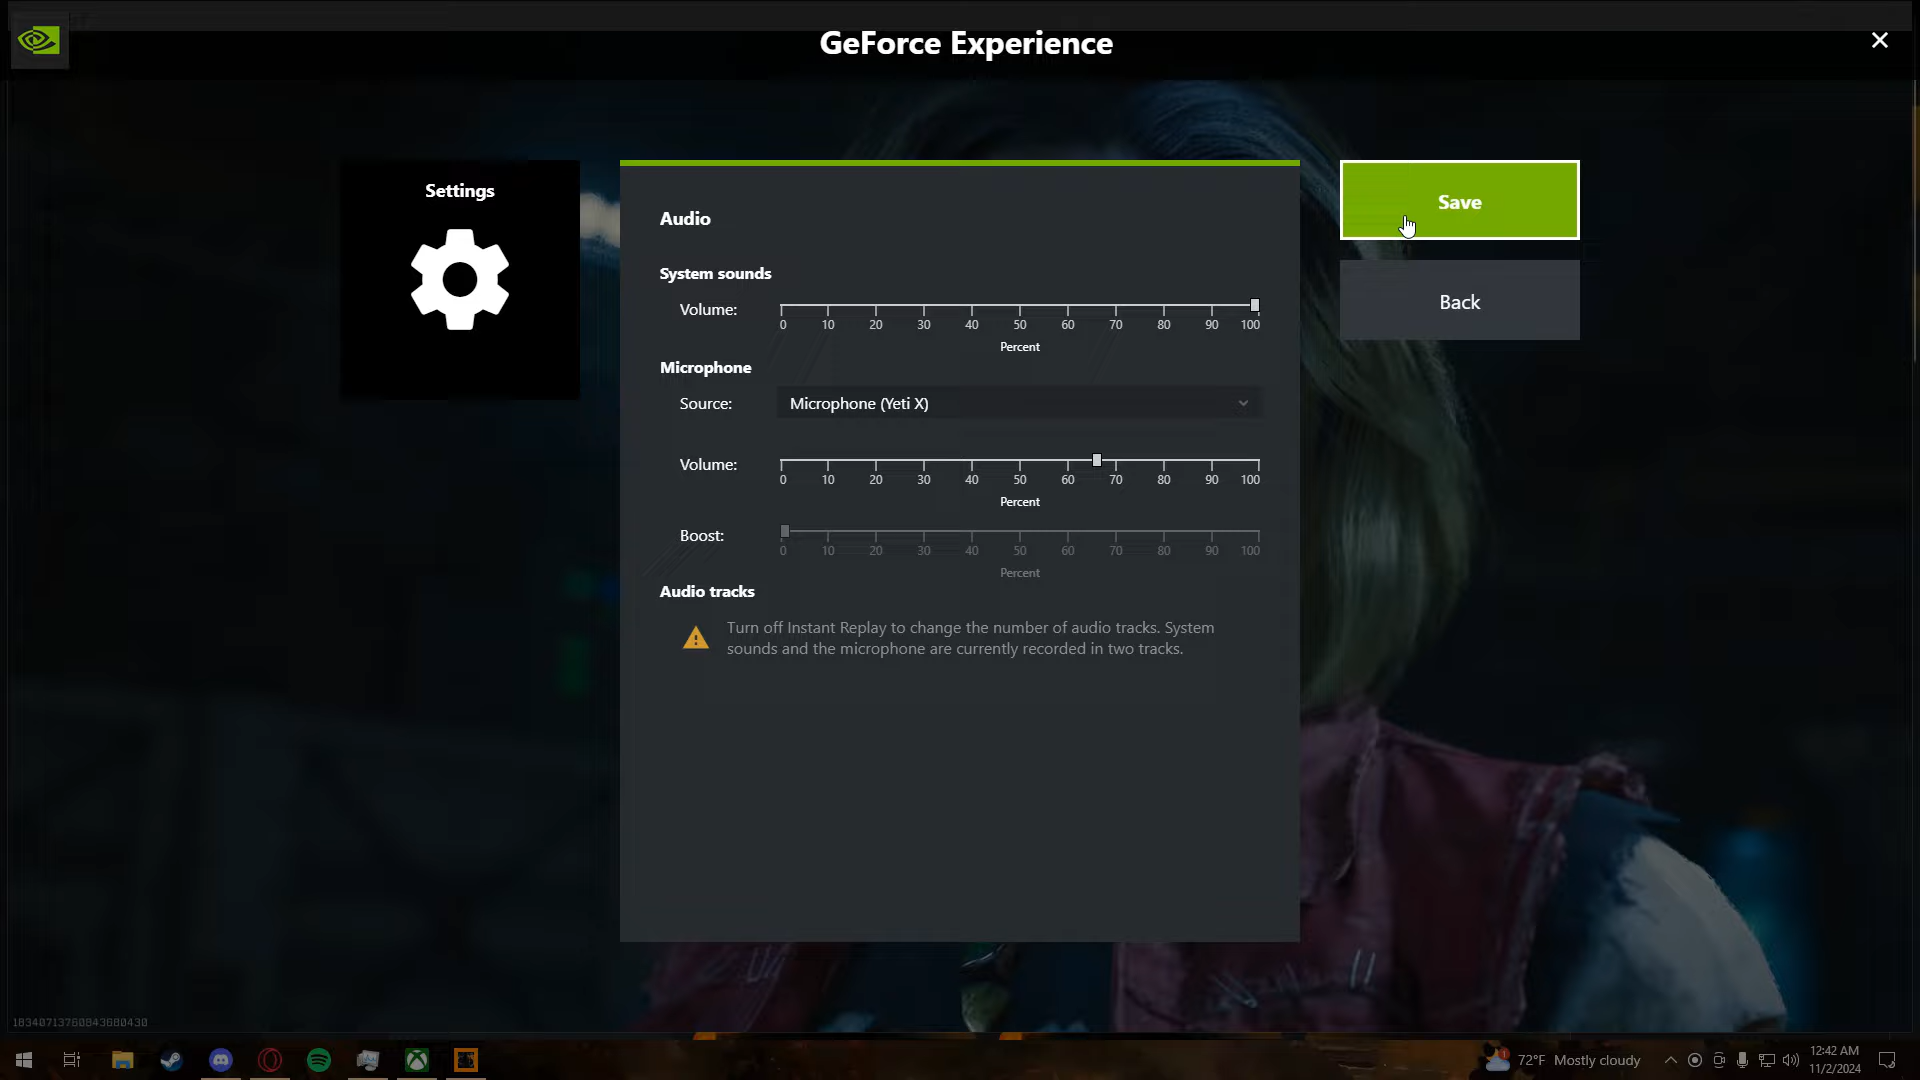 GeForce Experience
Settings
Audio
System sounds
Volume:
0 10 20 30 40 50 60 70 80 90 100
Percent
Microphone
Source: Microphone (Yeti X)
Volume:
0 10 20 30 40 50 60 70 80 90 100
Percent
Boost:
0 10 20 30 40 50 60 70 80 90 100
Percent
Audio tracks
Turn off Instant Replay to change the number of audio tracks. System
sounds and the microphone are currently recorded in two tracks.
Save
Back
18340713760843680430
72°F Mostly cloudy
12:42 AM
11/2/2024